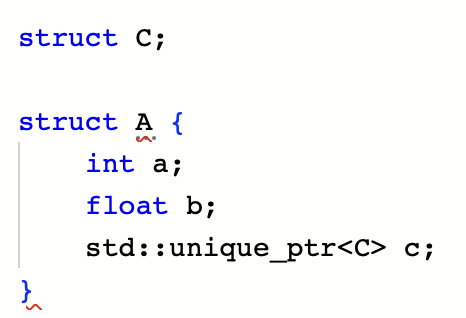 struct C;
struct A {
int a;
float b;
std::unique_ptr<C> c;
}